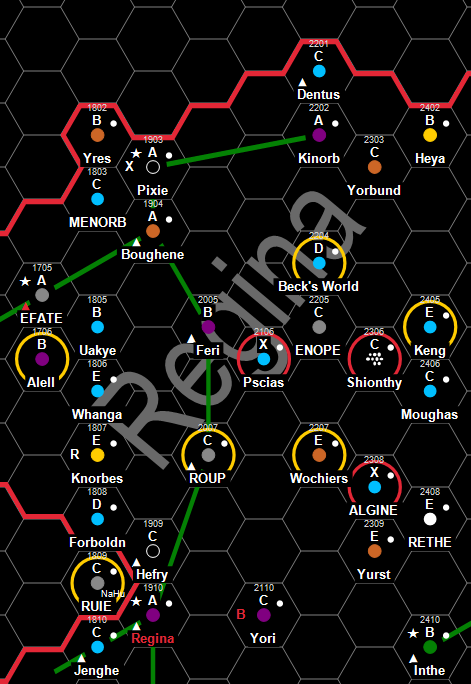 2201
C
Dentus
1802
B
Yres
1903
A
X
Pixie
2202
A
Kinorb
2402
B
Heya
2303
C
Yorbund
1803
C
MENORB
1904
A
Boughene
2204
D
Beck's World
Regina
1705
A
EFATE
1805
B
Uakye
2005
B
Feri
2205
C
ENOPE
2405
E
Keng
1706
B
Alell
2106
X
Pscias
2306
C
Shionthy
1806
E
Whanga
2406
C
Moughas
1807
E
R
Knorbes
2007
C
ROUP
2207
E
Wochiers
2308
X
ALGINE
1808
D
Forboldn
2408
E
RETHE
1909
C
Hefry
2309
E
Yurst
1809
C
NaHu
RUIE
1910
A
Regina
2110
C
B
Yori
1810
C
Jenghe
2410
B
Inthe